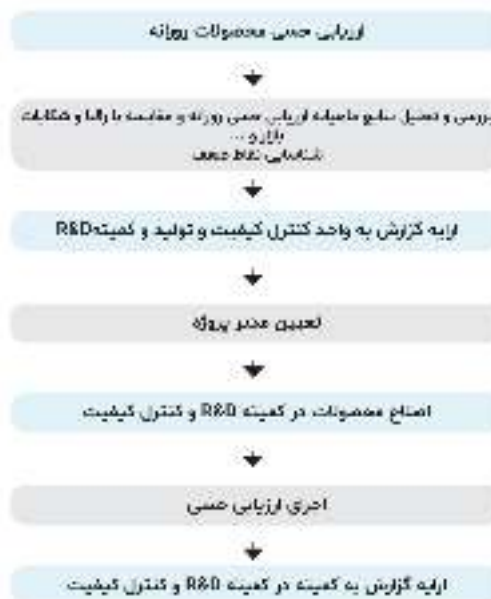 ارزیابی حسی محصولات روزانه
بررسی و تحلیل نتایج ماهیانه ارزیابی حسی روزانه و مقایسه با رقبا و شکایات
بازار و ...
شناسایی نقاط ضعف
ارایه گزارش به واحد کنترل کیفیت و تولید و کمیته R&D
تعیین مدیر پروژه
اصلاح محصولات در کمیته R&D و کنترل کیفیت
اجرای ارزیابی حسی
ارایه گزارش به کمیته در کمیته R&D و کنترل کیفیت